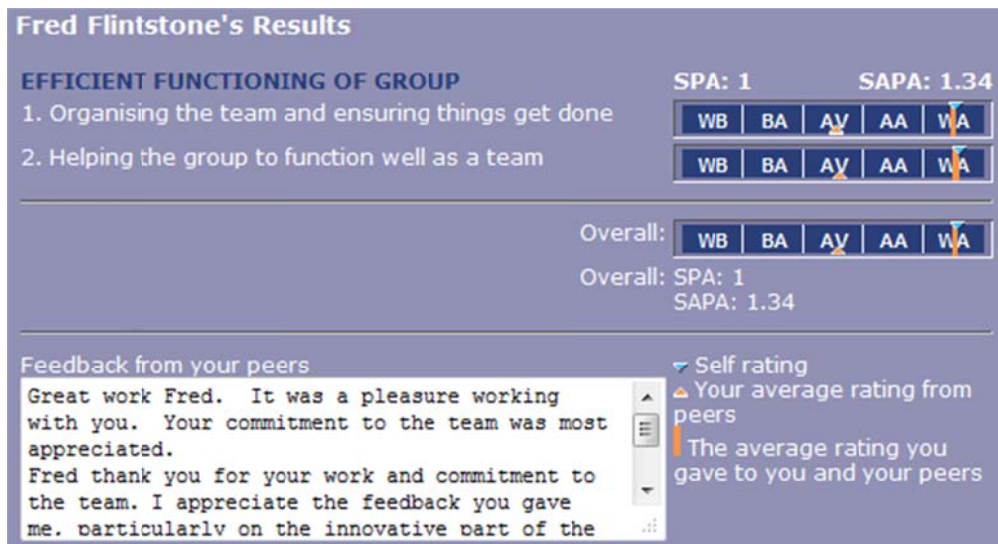 Fred Flintstone's Results
EFFICIENT FUNCTIONING OF GROUP SPA: 1 SAPA: 1.34
1. Organising the team and ensuring things get done WB BA AV AA WA
2. Helping the group to function well as a team WB BA AV AA WA
Overall: WB BA AV AA WA
Overall: SPA: 1
SAPA: 1.34
Feedback from your peers
Great work Fred. It was a pleasure working
with you. Your commitment to the team was most
appreciated.
Fred thank you for your work and commitment to
the team. I appreciate the feedback you gave
me, particularly on the innovative part of the
Self rating
Your average rating from
peers
The average rating you
gave to you and your peers